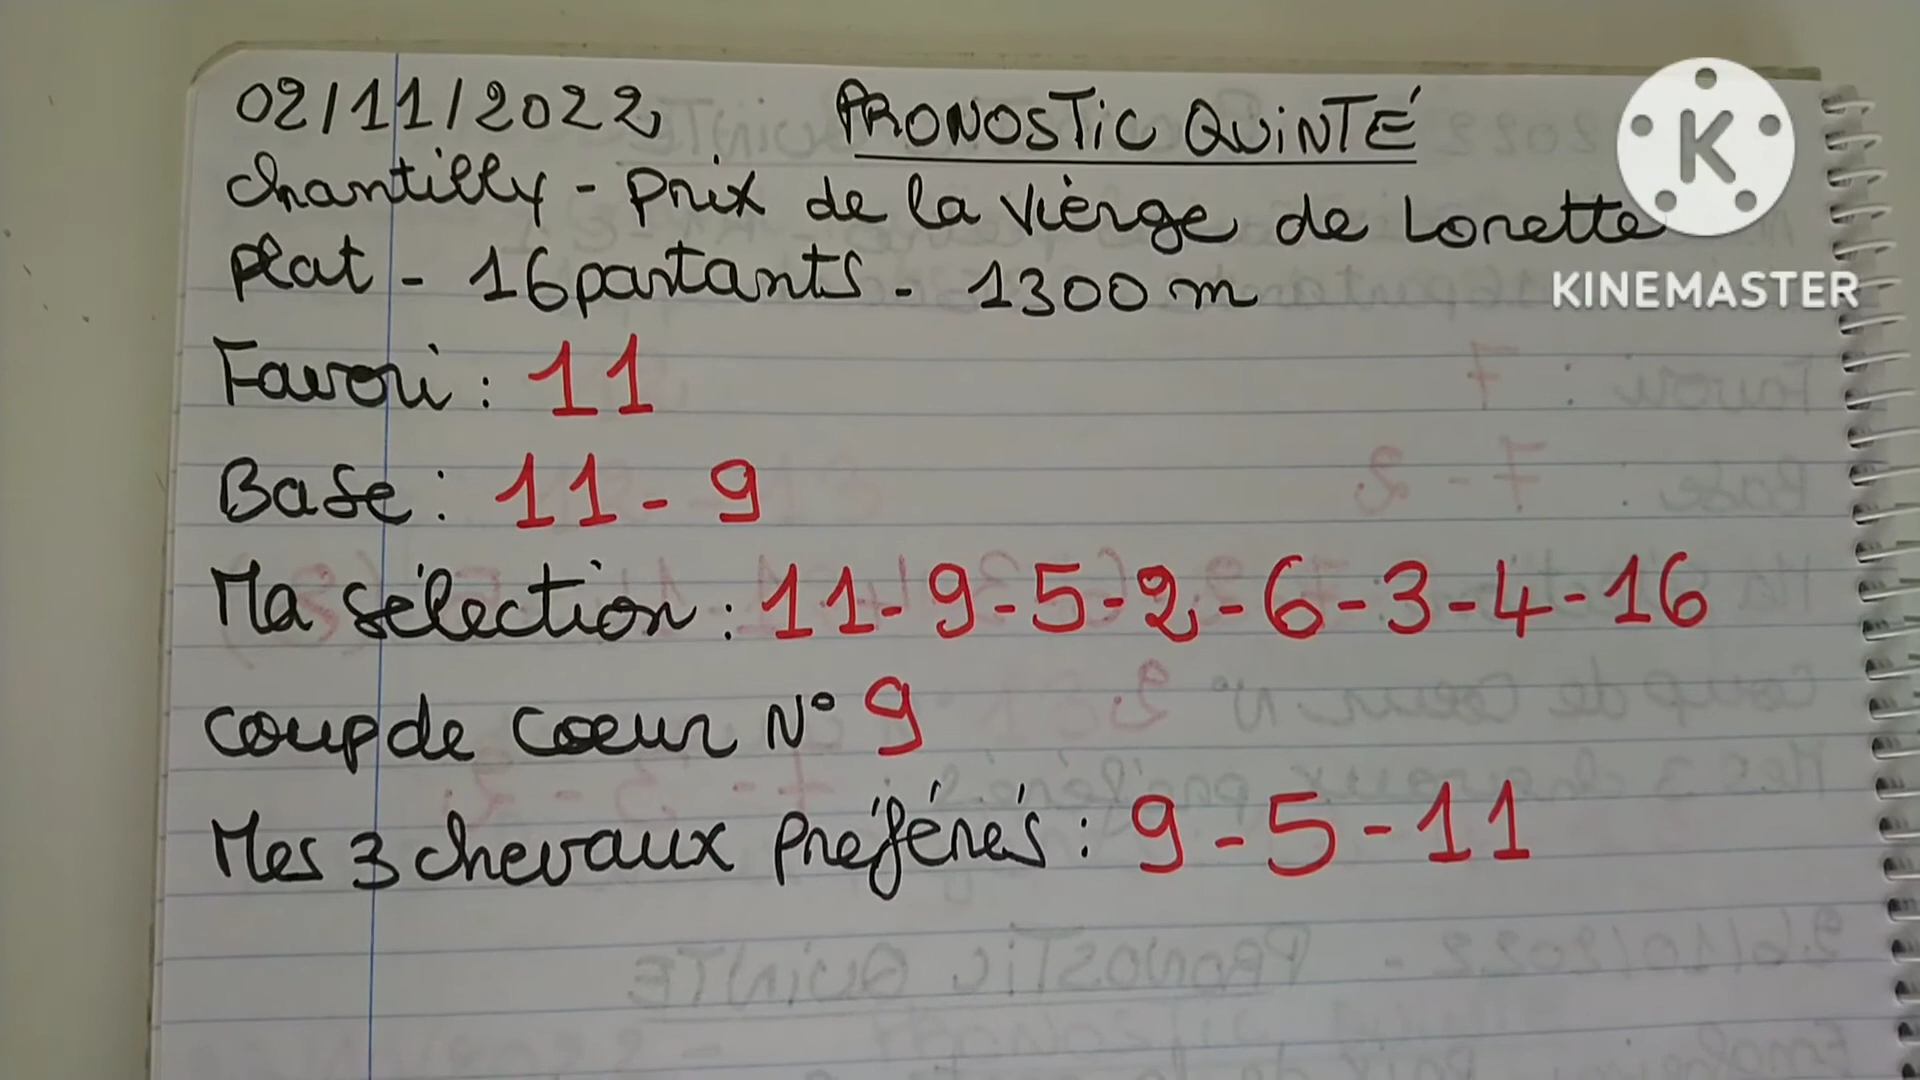 02/11/2022 PRONOSTIC QUINTÉ
Chantilly - Prix de la Vierge de Lorette
Plat - 16 partants - 1300 m
Favori : 11
Base : 11 - 9
Ma sélection : 11 - 9 - 5 - 2 - 6 - 3 - 4 - 16
coup de coeur N° 9
Mes 3 chevaux préférés : 9 - 5 - 11
K
KINEMASTER